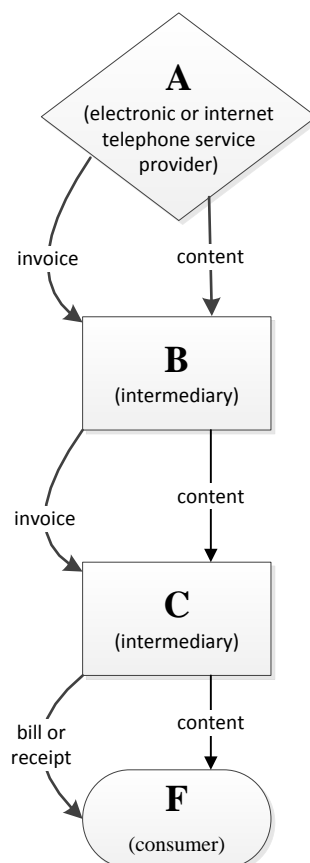 A
(electronic or internet
telephone service
provider)
invoice
content
B
(intermediary)
invoice
content
C
(intermediary)
bill or
receipt
content
F
(consumer)